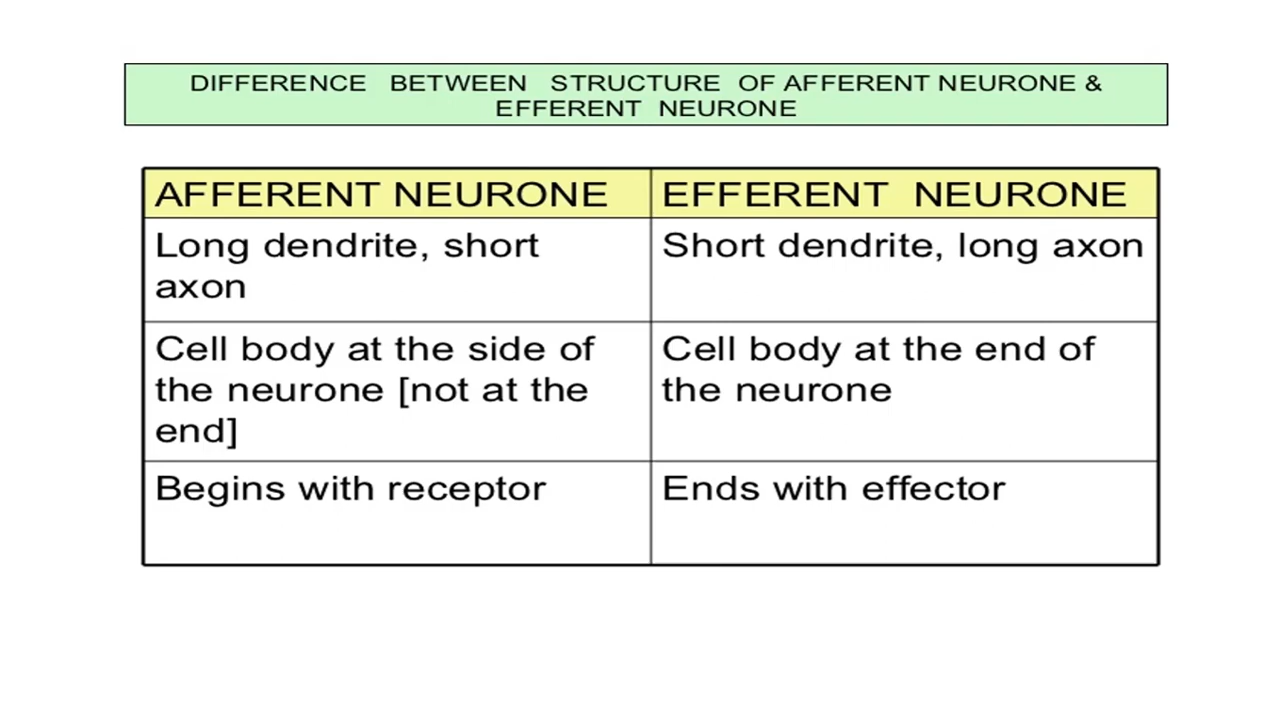 DIFFERENCE BETWEEN STRUCTURE OF AFFERENT NEURONE &
EFFERENT NEURONE
AFFERENT NEURONE
EFFERENT NEURONE
Long dendrite, short
axon
Short dendrite, long axon
Cell body at the side of
the neurone [not at the
end]
Cell body at the end of
the neurone
Begins with receptor
Ends with effector